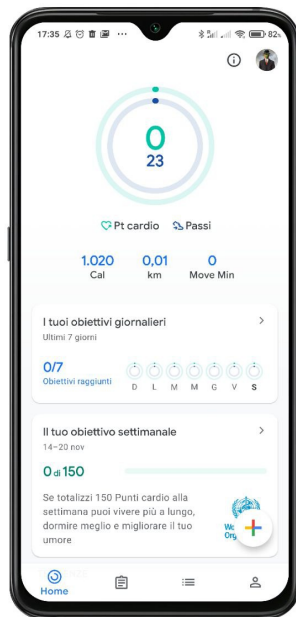 17:35 82%
0
23
Pt cardio Passi
1.020 0,01 0
Cal km Move Min
I tuoi obiettivi giornalieri
Ultimi 7 giorni
0/7
Obiettivi raggiunti D L M M G V S
Il tuo obiettivo settimanale
14–20 nov
0 di 150
Se totalizzi 150 Punti cardio alla
settimana puoi vivere più a lungo,
dormire meglio e migliorare il tuo
umore
Home